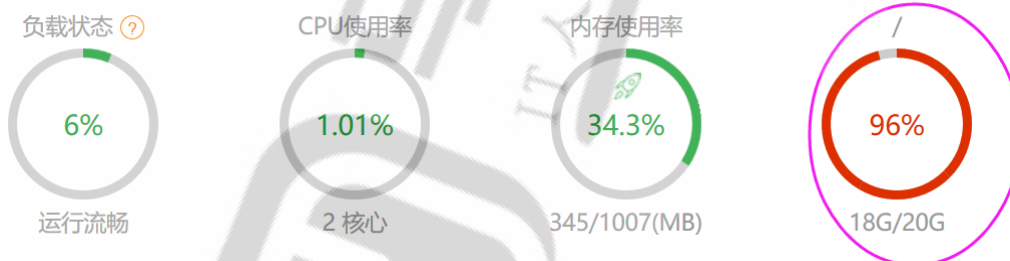 负载状态 ?
CPU使用率
内存使用率
/
6%
1.01%
34.3%
96%
运行流畅
2 核心
345/1007(MB)
18G/20G